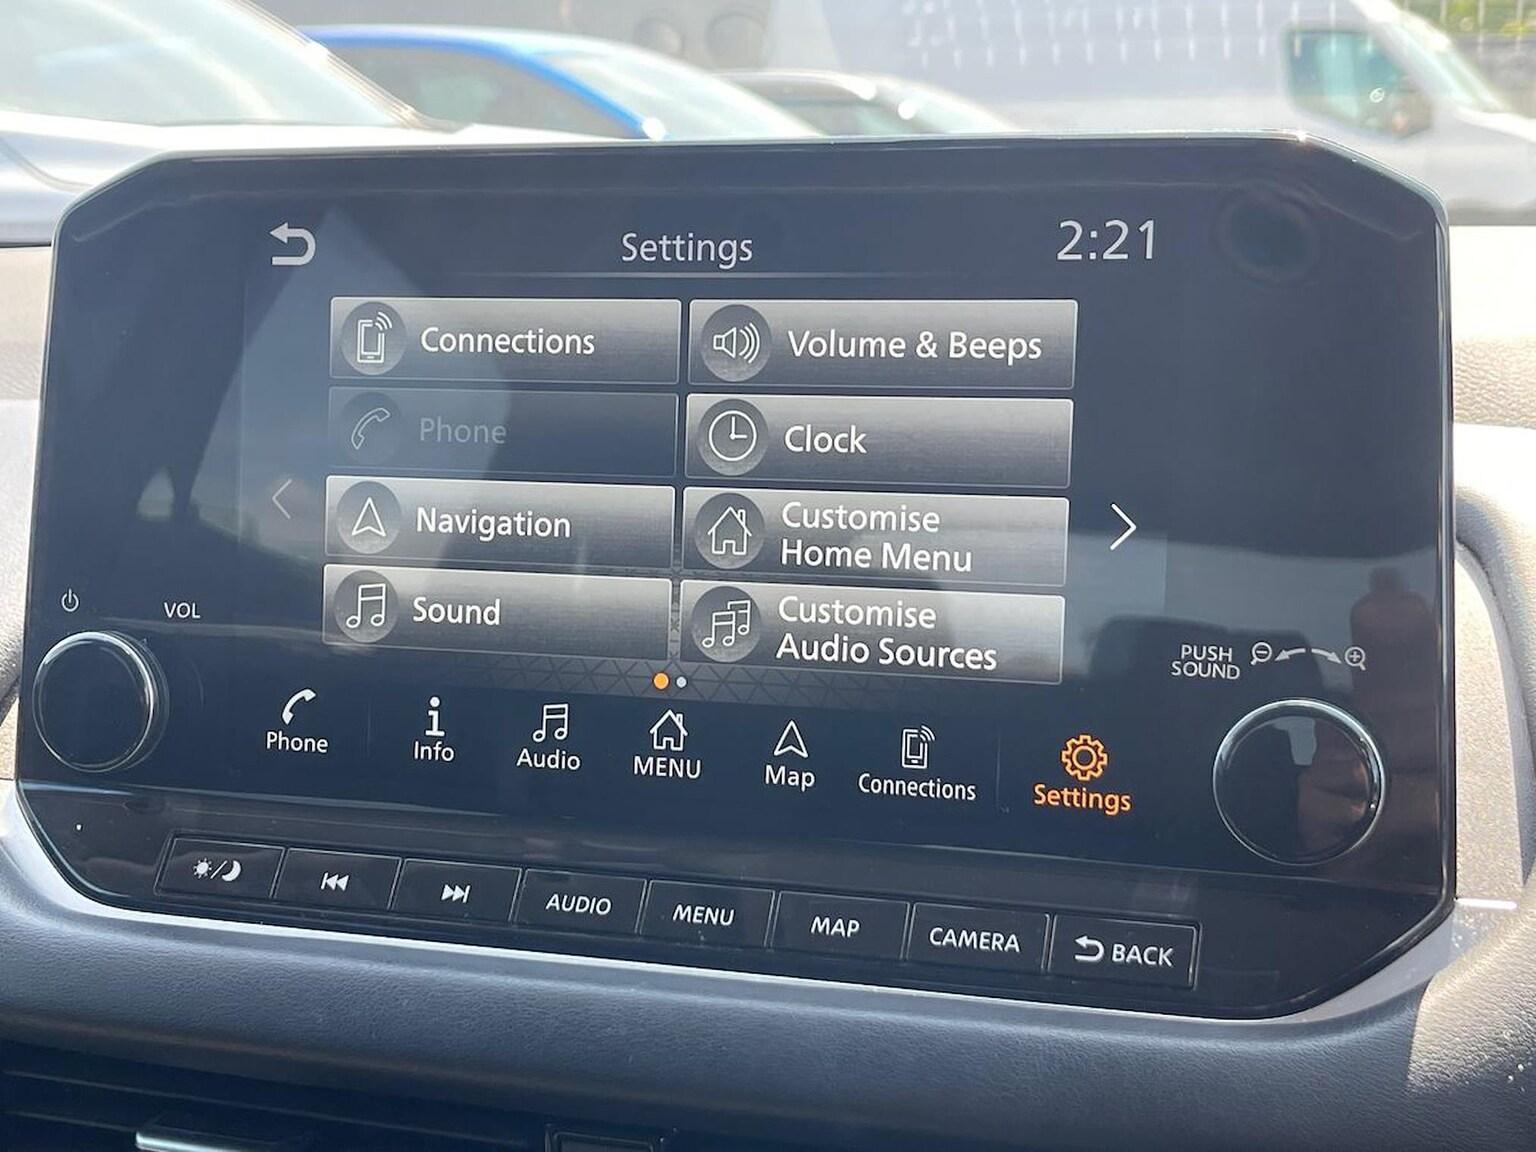 Settings
2:21
Connections
Volume & Beeps
Phone
Clock
Navigation
Customise
Home Menu
Sound
Customise
Audio Sources
VOL
PUSH
SOUND
Phone
Info
Audio
MENU
Map
Connections
Settings
AUDIO
MENU
MAP
CAMERA
BACK